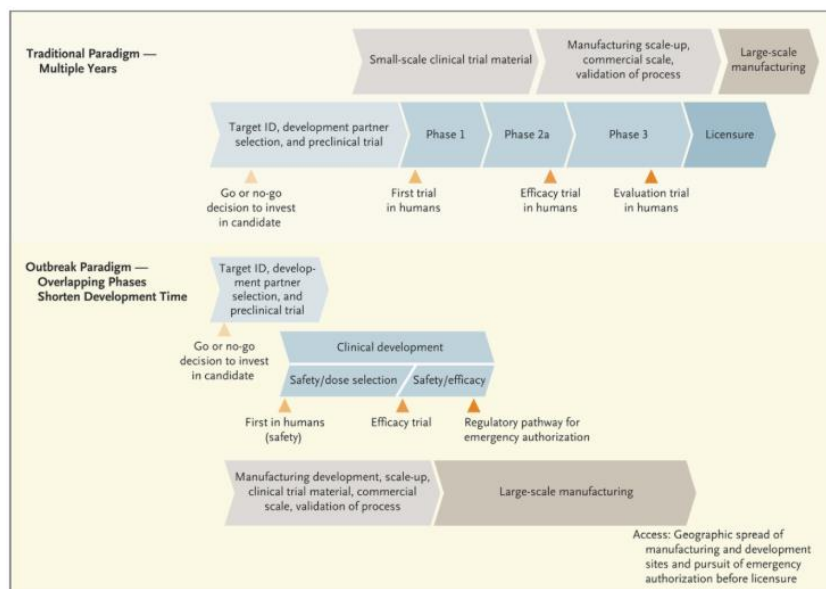 Traditional Paradigm —
Multiple Years
Small-scale clinical trial material
Manufacturing scale-up,
commercial scale,
validation of process
Large-scale
manufacturing
Target ID, development partner
selection, and preclinical trial
Phase 1
Phase 2a
Phase 3
Licensure
Go or no-go
decision to invest
in candidate
First trial
in humans
Efficacy trial
in humans
Evaluation trial
in humans
Outbreak Paradigm —
Overlapping Phases
Shorten Development Time
Target ID, develop-
ment partner
selection, and
preclinical trial
Go or no-go
decision to invest
in candidate
Clinical development
Safety/dose selection
Safety/efficacy
First in humans
(safety)
Efficacy trial
Regulatory pathway for
emergency authorization
Manufacturing development, scale-up,
clinical trial material, commercial
scale, validation of process
Large-scale manufacturing
Access: Geographic spread of
manufacturing and development
sites and pursuit of emergency
authorization before licensure